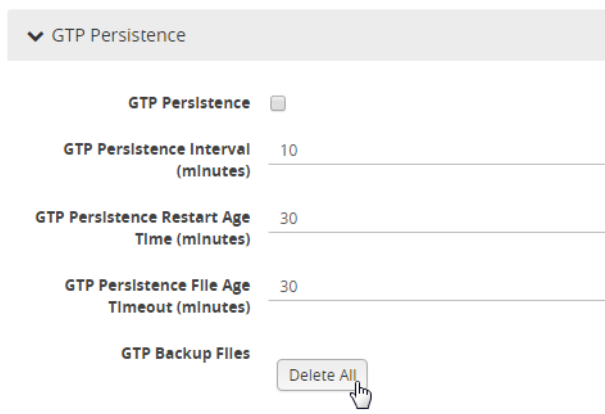 GTP Persistence
GTP Persistence
GTP Persistence Interval
(minutes)
10
GTP Persistence Restart Age
Time (minutes)
30
GTP Persistence File Age
Timeout (minutes)
30
GTP Backup Files
Delete All